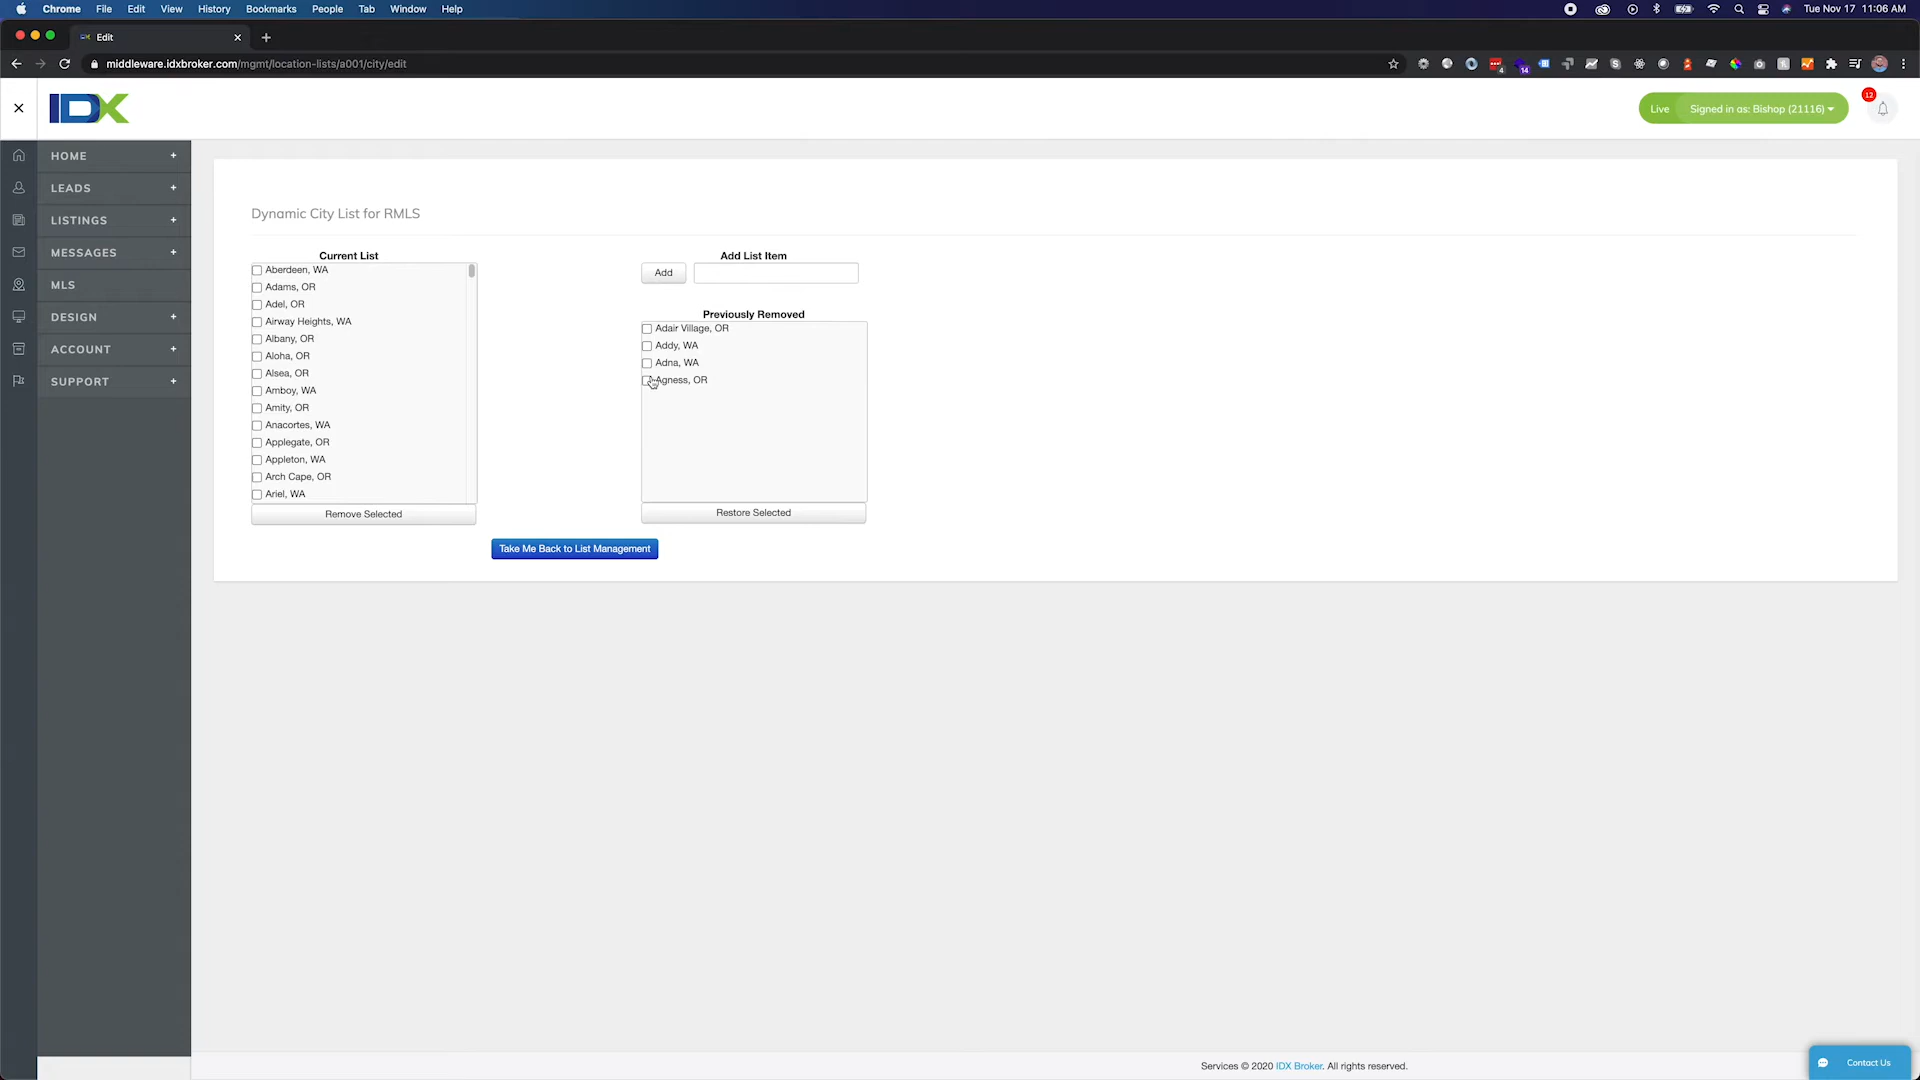 Chrome File Edit View History Bookmarks People Tab Window Help
Tue Nov 17 11:06 AM
Edit
middleware.idxbroker.com/mgmt/location-lists/a001/city/edit
4
14
IDX
Live Signed in as: Bishop (21116)
12
HOME +
LEADS +
LISTINGS +
MESSAGES +
MLS
DESIGN +
ACCOUNT +
SUPPORT +
Dynamic City List for RMLS
Current List
Aberdeen, WA
Adams, OR
Adel, OR
Airway Heights, WA
Albany, OR
Aloha, OR
Alsea, OR
Amboy, WA
Amity, OR
Anacortes, WA
Applegate, OR
Appleton, WA
Arch Cape, OR
Ariel, WA
Remove Selected
Add List Item
Add
Previously Removed
Adair Village, OR
Addy, WA
Adna, WA
Agness, OR
Restore Selected
Take Me Back to List Management
Services © 2020 IDX Broker. All rights reserved.
Contact Us